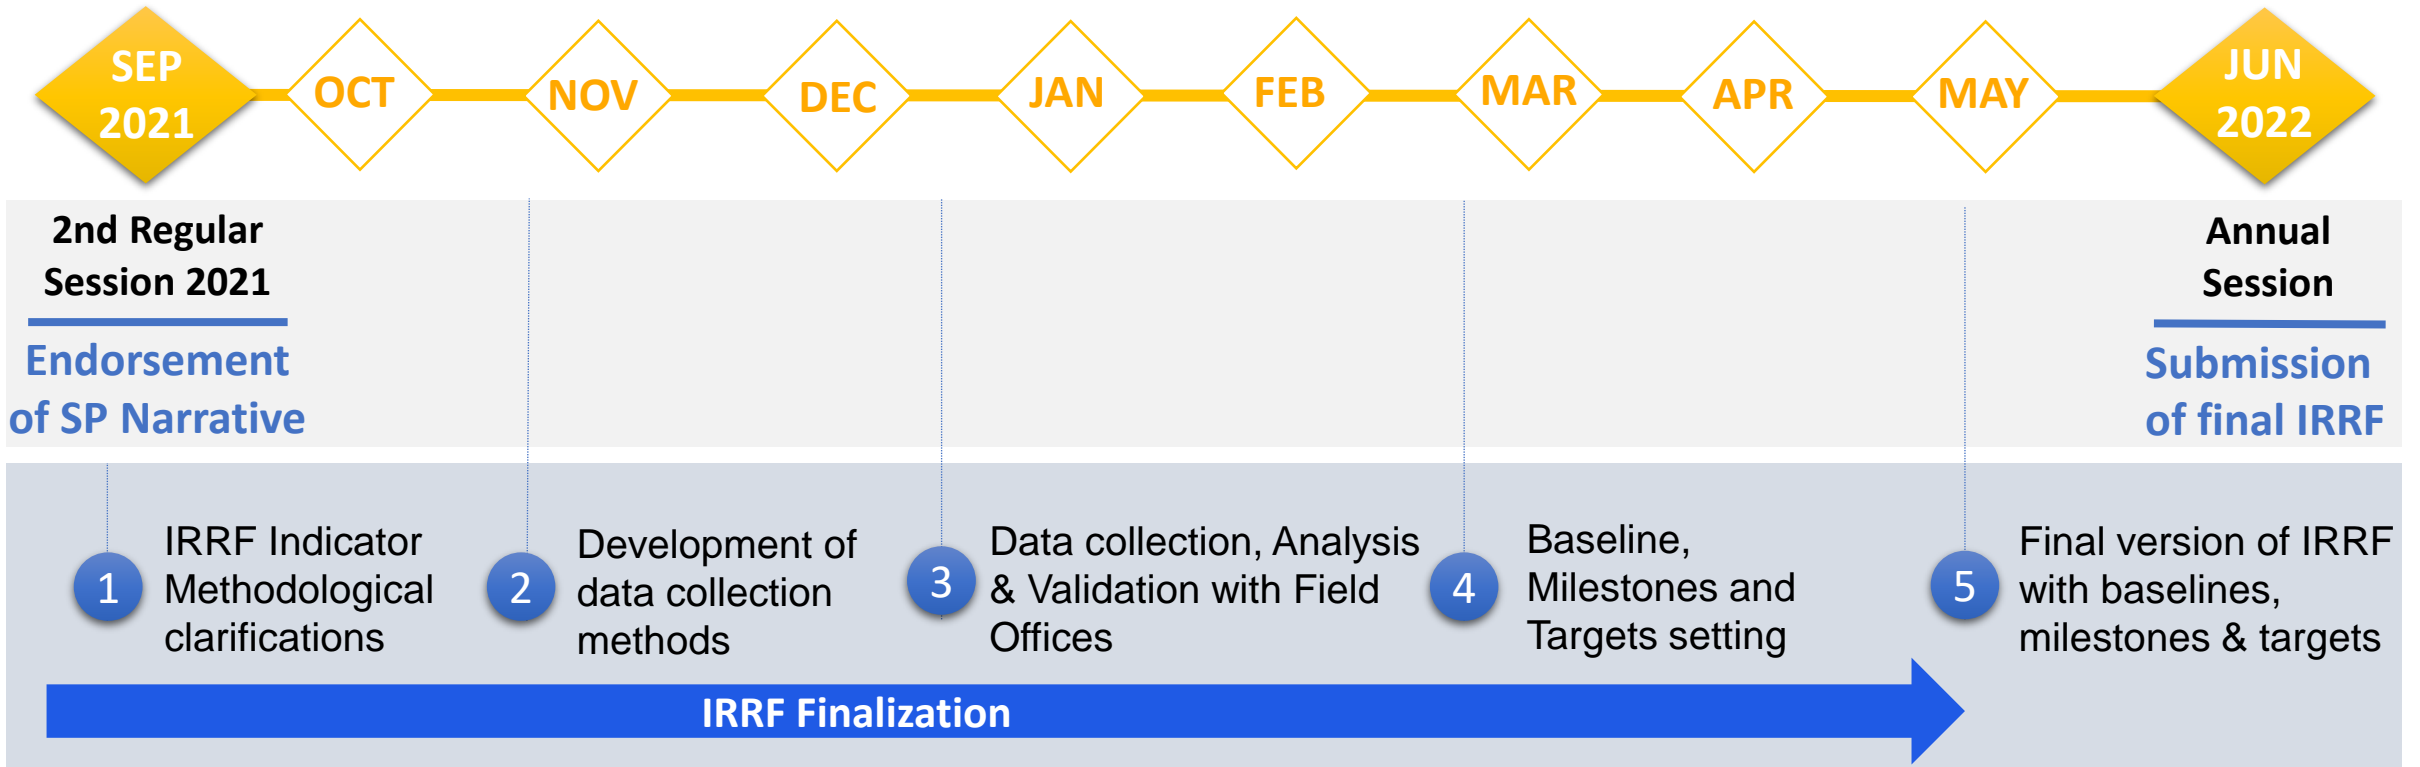 SEP
2021
OCT
NOV
DEC
JAN
FEB
MAR
APR
MAY
JUN
2022
2nd Regular
Session 2021
Endorsement
of SP Narrative
Annual
Session
Submission
of final IRRF
1
IRRF Indicator
Methodological
clarifications
2
Development of
data collection
methods
3
Data collection, Analysis
& Validation with Field
Offices
4
Baseline,
Milestones and
Targets setting
5
Final version of IRRF
with baselines,
milestones & targets
IRRF Finalization